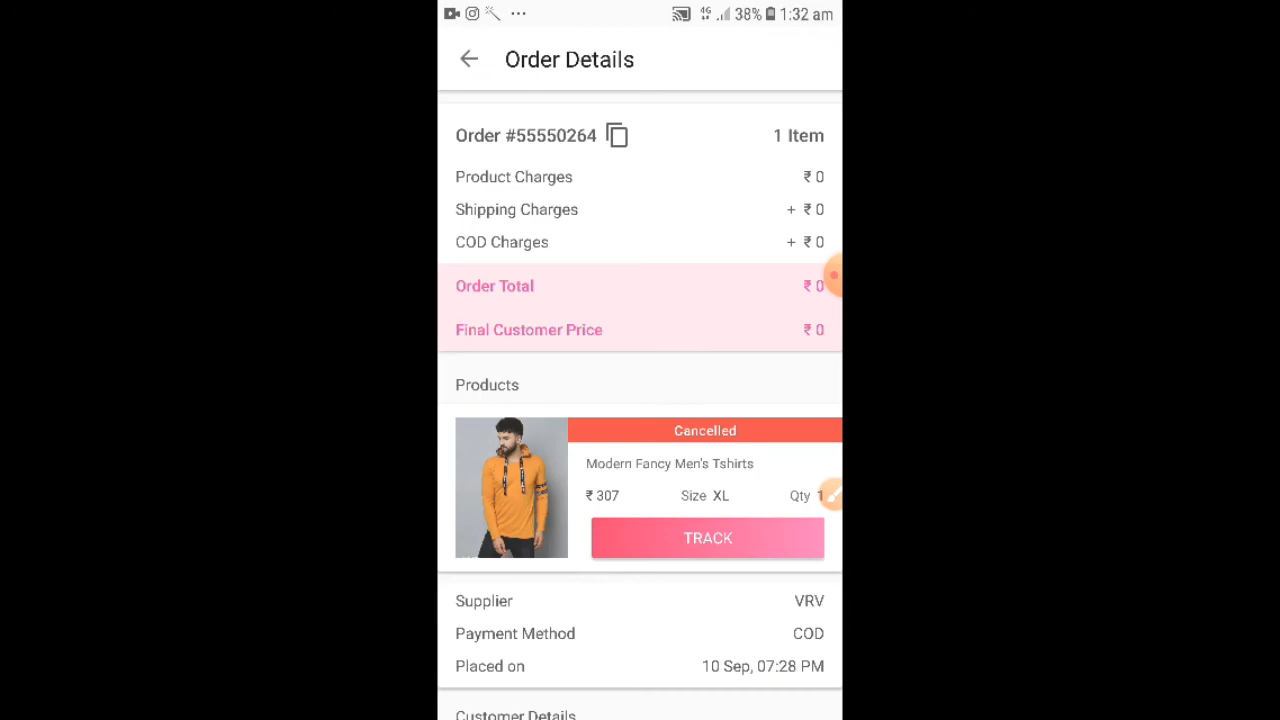 4G 38% 1:32 am
Order Details
Order #55550264 1 Item
Product Charges ₹ 0
Shipping Charges + ₹ 0
COD Charges + ₹ 0
Order Total ₹ 0
Final Customer Price ₹ 0
Products
Cancelled
Modern Fancy Men's Tshirts
₹ 307 Size XL Qty 1
TRACK
Supplier VRV
Payment Method COD
Placed on 10 Sep, 07:28 PM
Customer Details